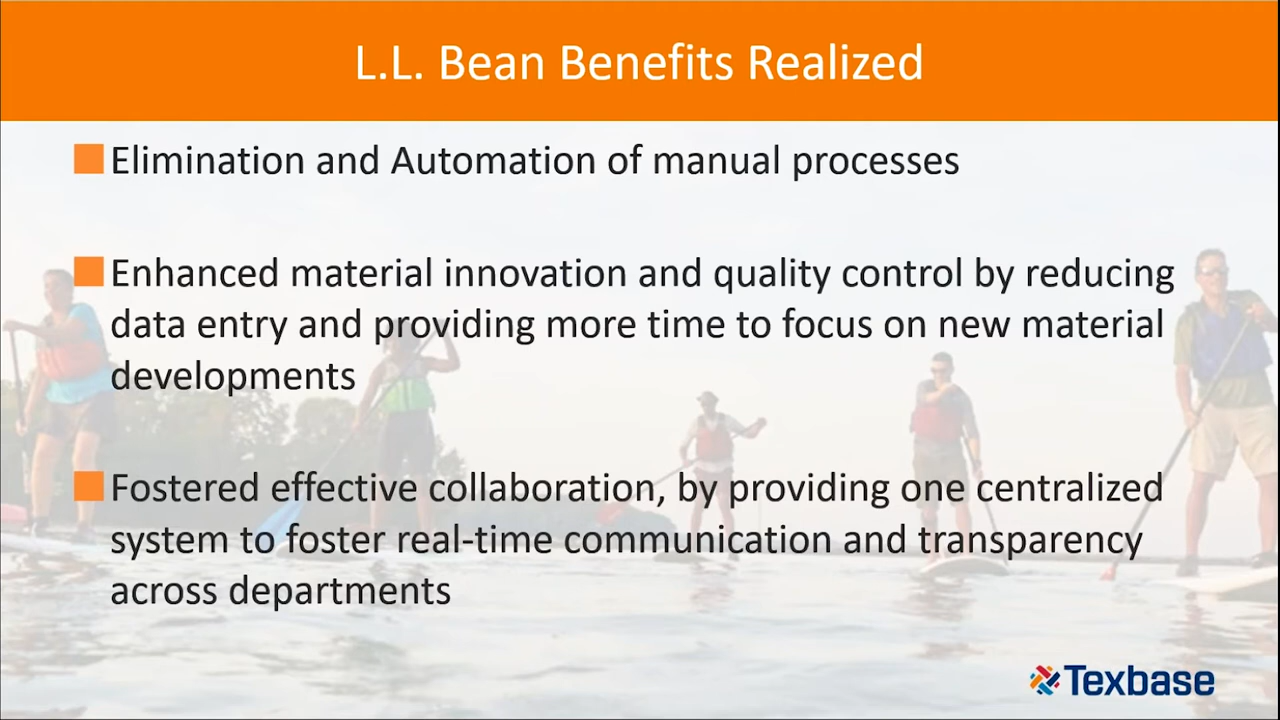 L.L. Bean Benefits Realized
Elimination and Automation of manual processes
Enhanced material innovation and quality control by reducing
data entry and providing more time to focus on new material
developments
Fostered effective collaboration, by providing one centralized
system to foster real-time communication and transparency
across departments
Texbase